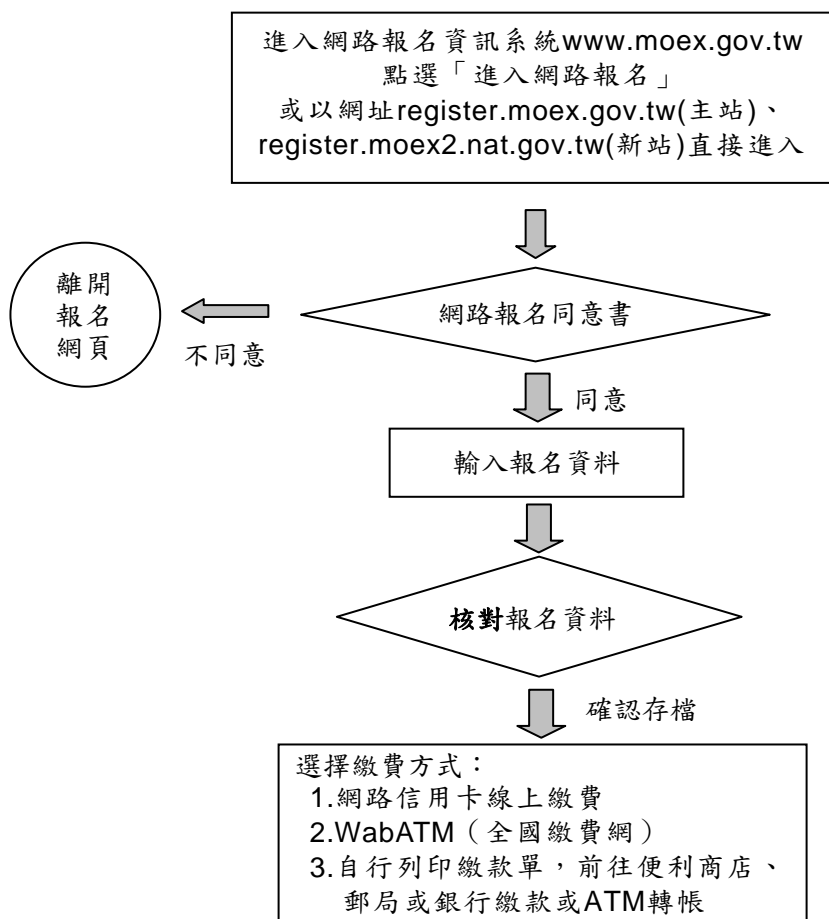 進入網路報名資訊系統www.moex.gov.tw
點選「進入網路報名」
或以網址register.moex.gov.tw(主站)、
register.moex2.nat.gov.tw(新站)直接進入
離開
報名
網頁
不同意
網路報名同意書
同意
輸入報名資料
核對報名資料
確認存檔
選擇繳費方式：
1.網路信用卡線上繳費
2.WabATM（全國繳費網）
3.自行列印繳款單，前往便利商店、
郵局或銀行繳款或ATM轉帳